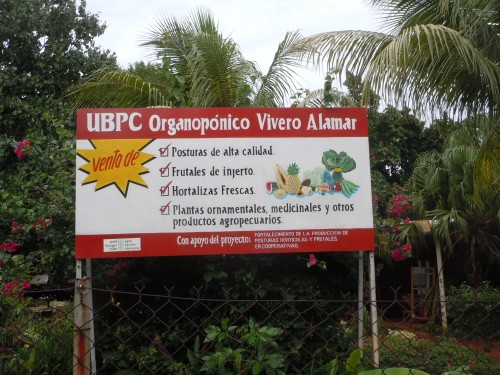 UBPC Organopónico Vivero Alamar
venta de
Posturas de alta calidad.
Frutales de injerto.
Hortalizas Frescas.
Plantas ornamentales, medicinales y otros
productos agropecuarios.
Con apoyo del proyecto:
FORTALECIMIENTO DE LA PRODUCCION DE
POSTURAS HORTICOLAS Y FRUTALES
EN COOPERATIVAS.